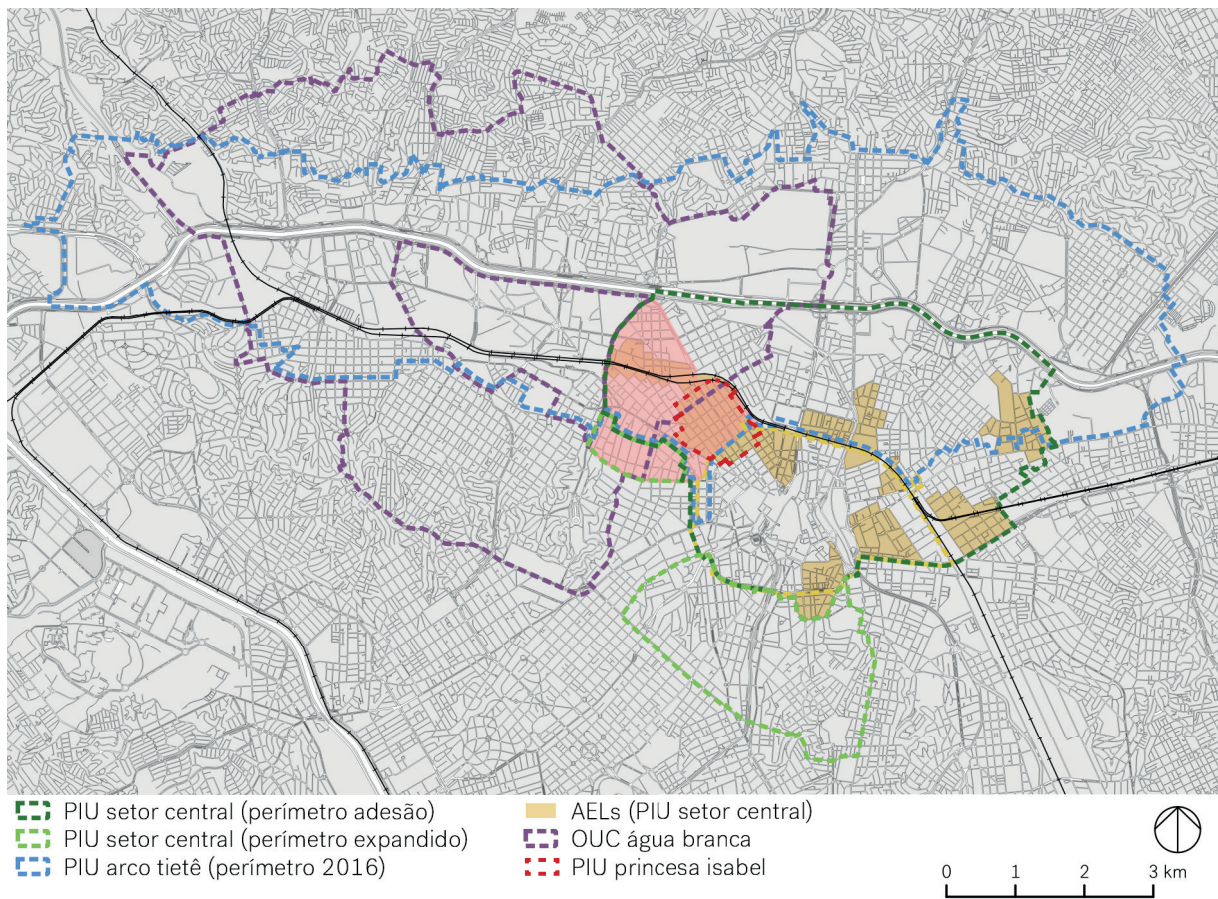 PIU setor central (perímetro adesão)
PIU setor central (perímetro expandido)
PIU arco tietê (perímetro 2016)
AELs (PIU setor central)
OUC água branca
PIU princesa isabel
0 1 2 3 km